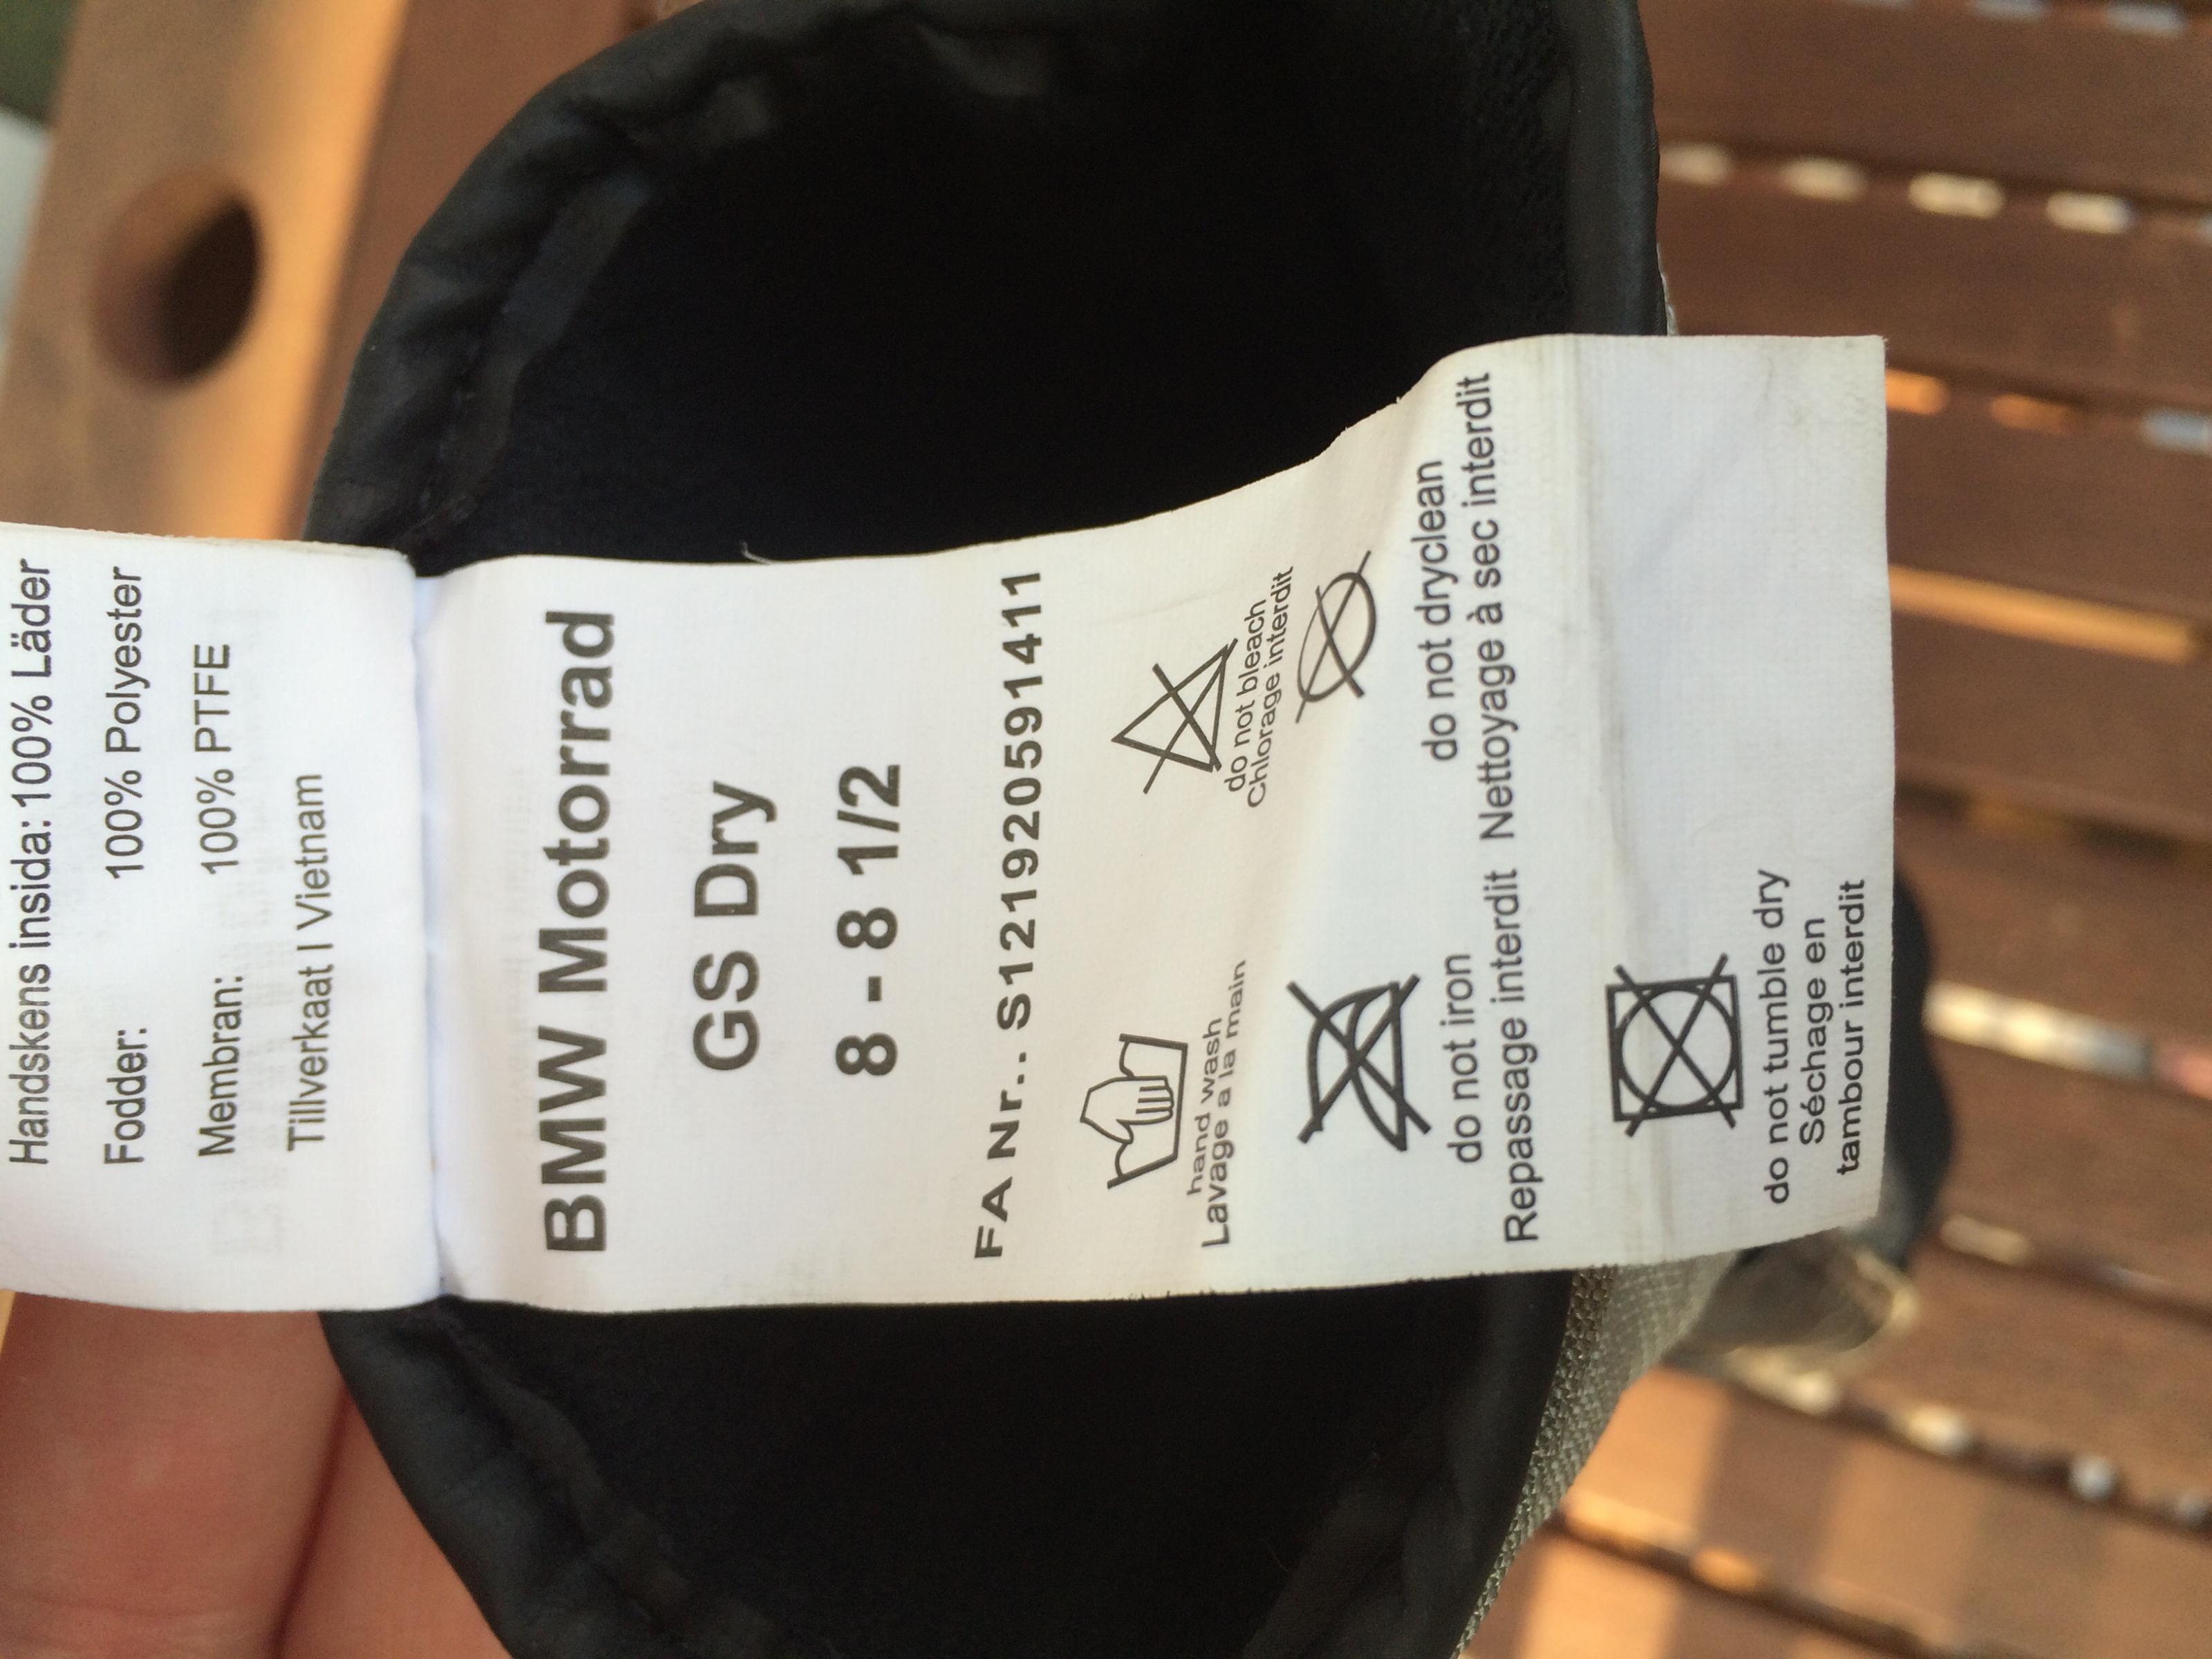 Handskens insida: 100% Läder
Fodder: 100% Polyester
Membran: 100% PTFE
Tillverkaat I Vietnam
BMW Motorrad
GS Dry
8 - 8 1/2
FA Nr.. S12192059 1411
hand wash
Lavage a la main
do not bleach
Chlorage interdit
do not iron
Repassage interdit
do not dryclean
Nettoyage à sec interdit
do not tumble dry
Séchage en
tambour interdit